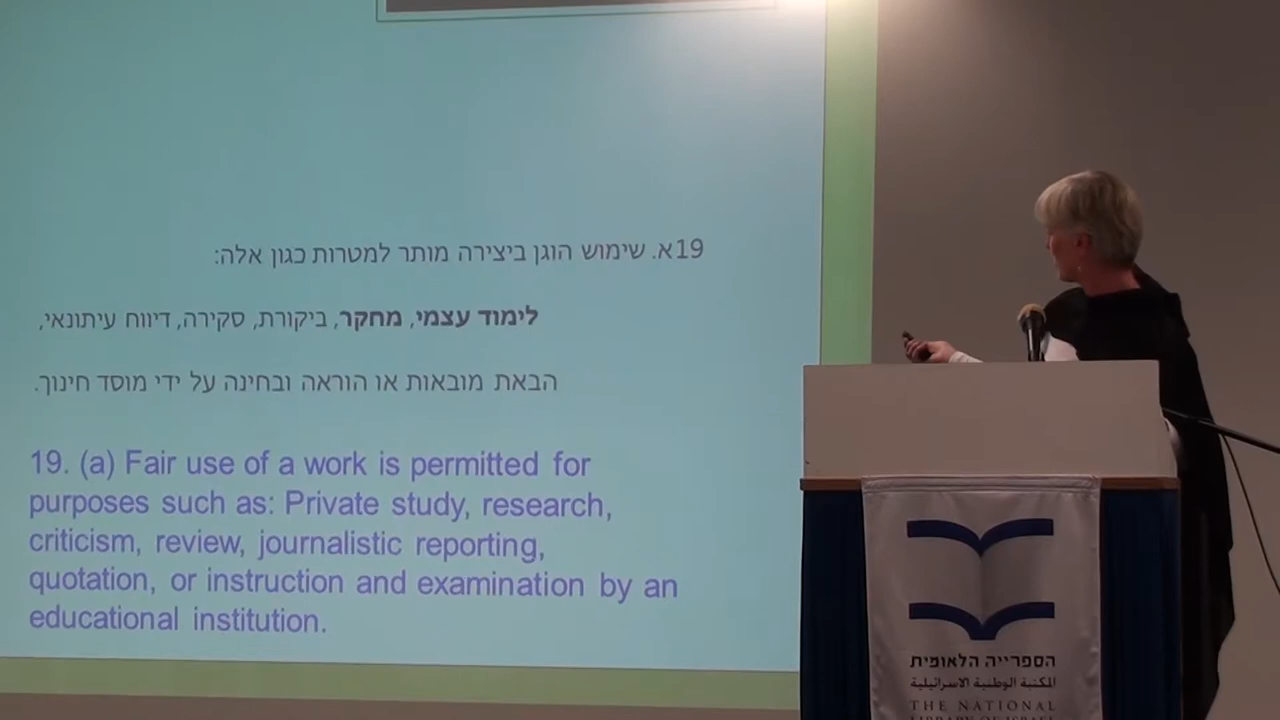 19א. שימוש הוגן ביצירה מותר למטרות כגון אלה:
לימוד עצמי, מחקר, ביקורת, סקירה, דיווח עיתונאי,
הבאת מובאות או הוראה ובחינה על ידי מוסד חינוך.
19. (a) Fair use of a work is permitted for
purposes such as: Private study, research,
criticism, review, journalistic reporting,
quotation, or instruction and examination by an
educational institution.
הספרייה הלאומית
المكتبة الوطنية الاسرائيلية
THE NATIONAL
LIBRARY OF ISRAEL